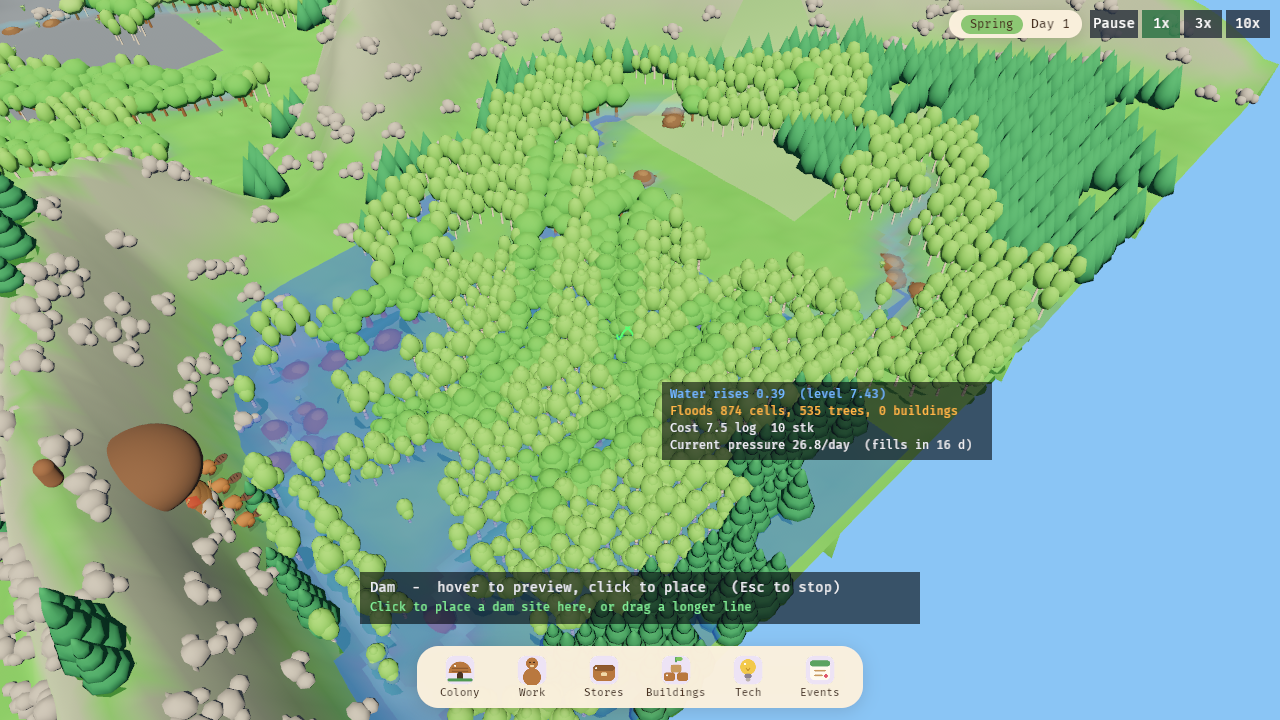 Spring Day 1 Pause 1x 3x 10x
Water rises 0.39 (level 7.43)
Floods 874 cells, 535 trees, 0 buildings
Cost 7.5 log 10 stk
Current pressure 26.8/day (fills in 16 d)
Dam - hover to preview, click to place (Esc to stop)
Click to place a dam site here, or drag a longer line
Colony Work Stores Buildings Tech Events